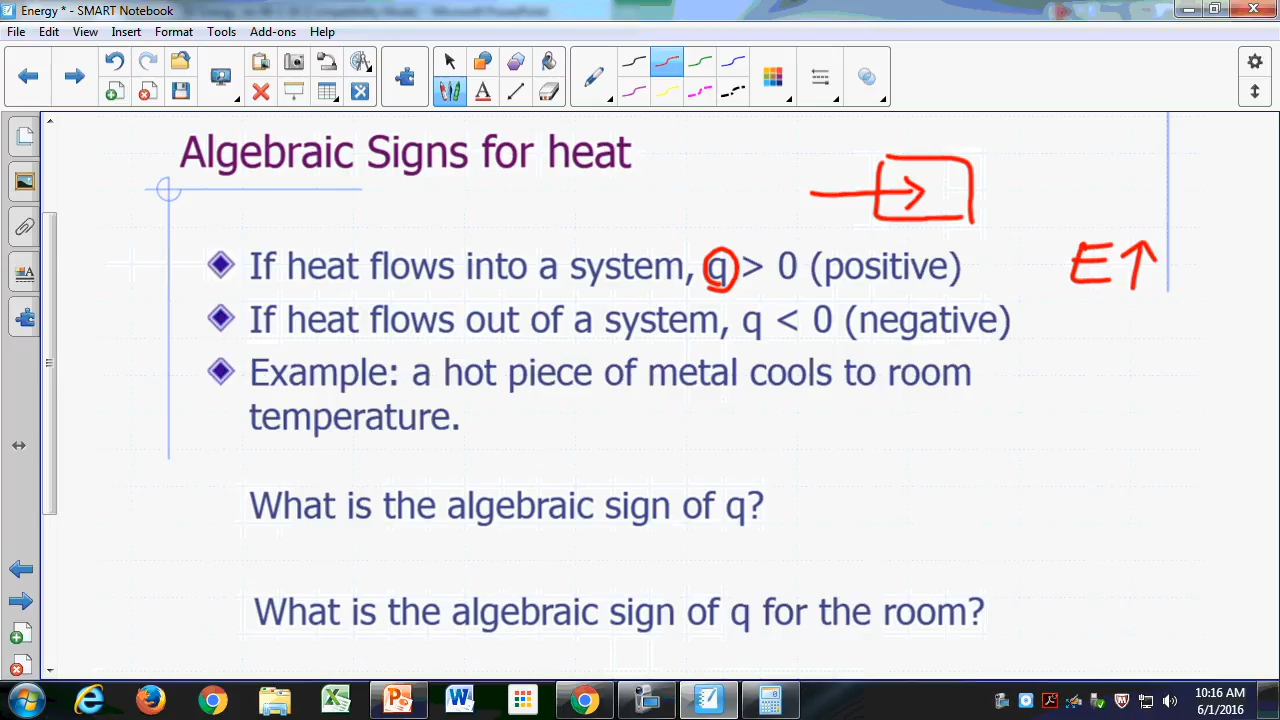 Energy * - SMART Notebook
File Edit View Insert Format Tools Add-ons Help
Algebraic Signs for heat
If heat flows into a system, q > 0 (positive)
E↑
If heat flows out of a system, q < 0 (negative)
Example: a hot piece of metal cools to room
temperature.
What is the algebraic sign of q?
What is the algebraic sign of q for the room?
10:16 AM
6/1/2016